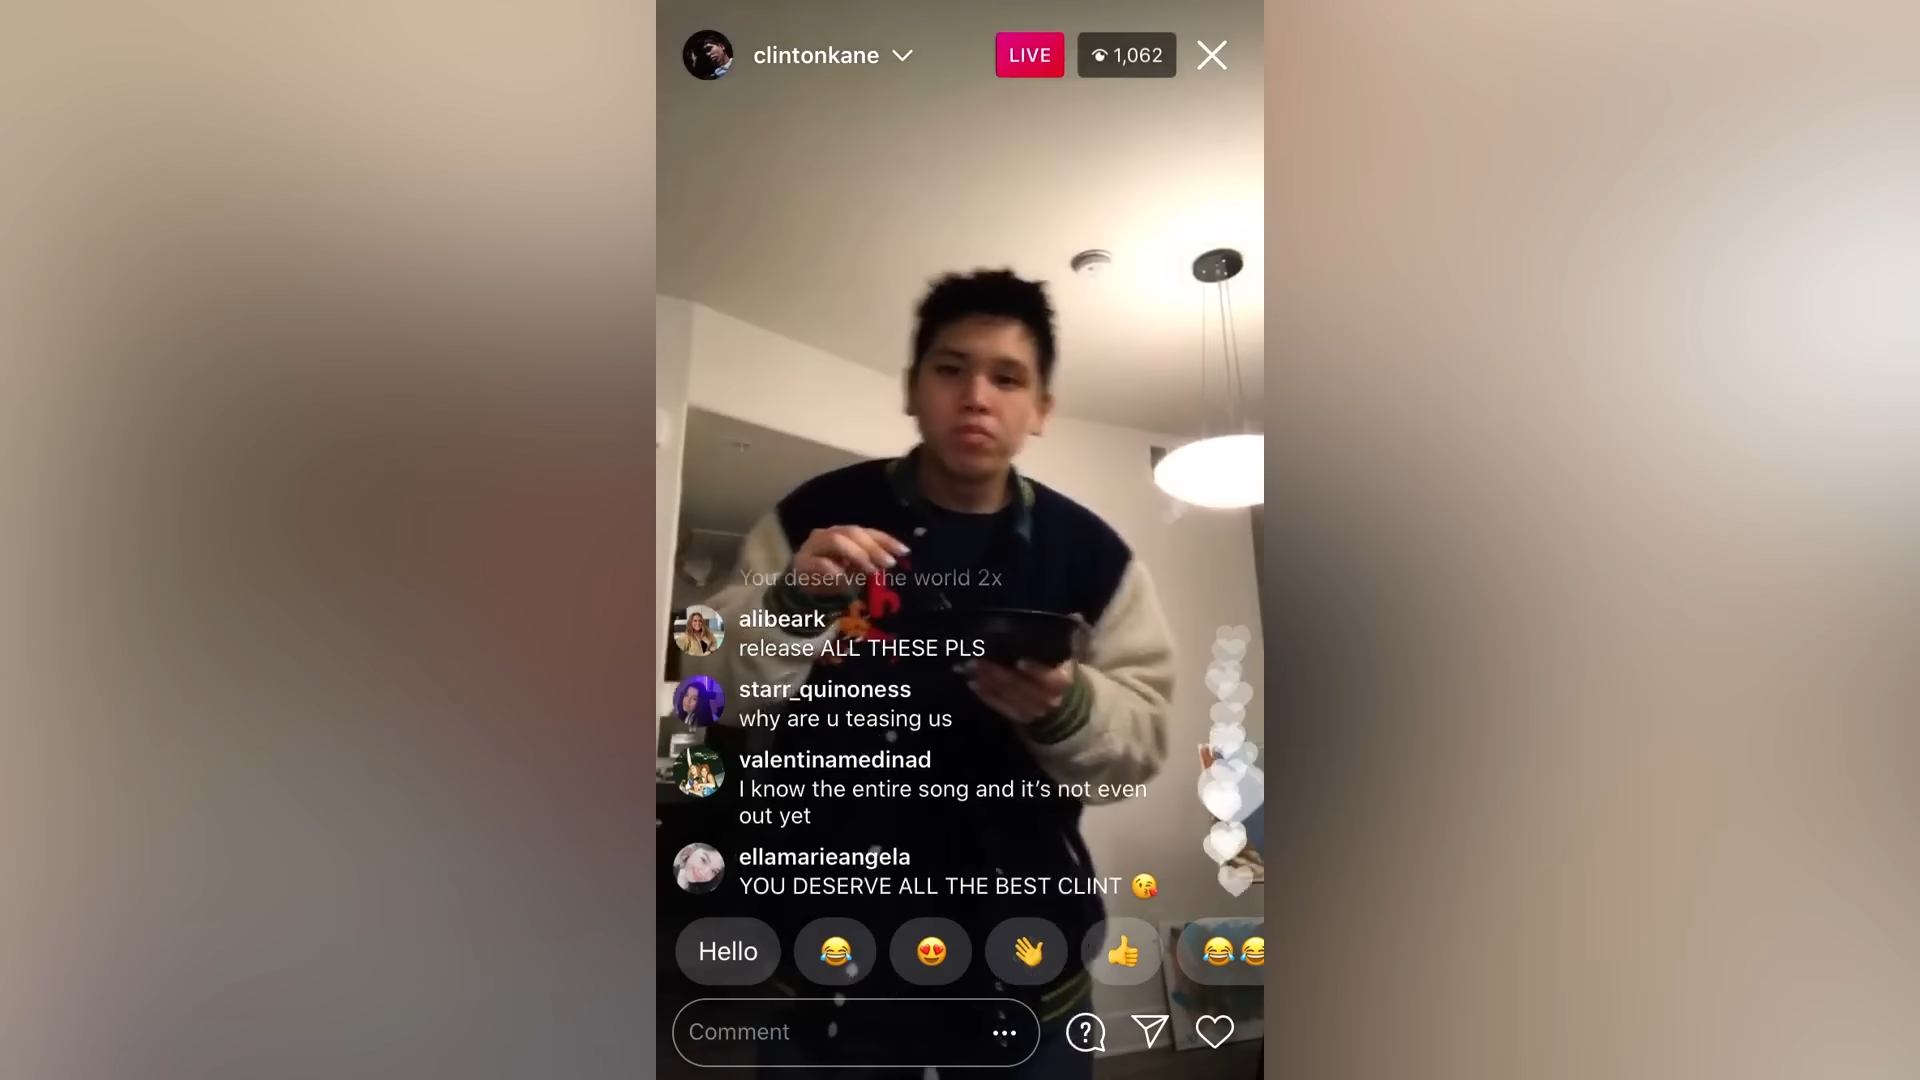 clintonkane
LIVE
1,062
You deserve the world 2x
alibeark
release ALL THESE PLS
starr_quinoness
why are u teasing us
valentinamedinad
I know the entire song and it’s not even
out yet
ellamarieangela
YOU DESERVE ALL THE BEST CLINT 😘
Hello
Comment